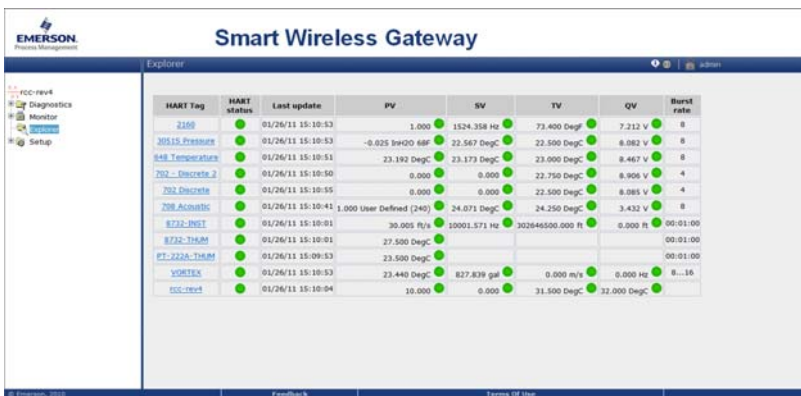 EMERSON.
Process Management
Smart Wireless Gateway
Explorer
admin
rcc-rev4
Diagnostics
Monitor
Explorer
Setup
HART Tag HART status Last update PV SV TV QV Burst rate
2160 01/26/11 15:10:53 1.000 1524.358 Hz 73.400 DegF 7.212 V 8
3051S Pressure 01/26/11 15:10:53 -0.025 InH2O 68F 22.567 DegC 22.500 DegC 8.082 V 8
648 Temperature 01/26/11 15:10:51 23.192 DegC 23.173 DegC 23.000 DegC 8.467 V 8
702 - Discrete 2 01/26/11 15:10:50 0.000 0.000 22.750 DegC 8.906 V 4
702 Discrete 01/26/11 15:10:55 0.000 0.000 22.500 DegC 8.085 V 4
708 Acoustic 01/26/11 15:10:41 1.000 User Defined (240) 24.071 DegC 24.250 DegC 3.432 V 8
8732-INST 01/26/11 15:10:01 30.005 ft/s 10001.571 Hz 302646500.000 ft 0.000 ft 00:01:00
8732-THUM 01/26/11 15:10:01 27.500 DegC 00:01:00
PT-222A-THUM 01/26/11 15:09:53 23.500 DegC 00:01:00
VORTEX 01/26/11 15:10:53 23.440 DegC 827.839 gal 0.000 m/s 0.000 Hz 8...16
rcc-rev4 01/26/11 15:10:04 10.000 0.000 31.500 DegC 32.000 DegC
© Emerson, 2010 Feedback Terms Of Use